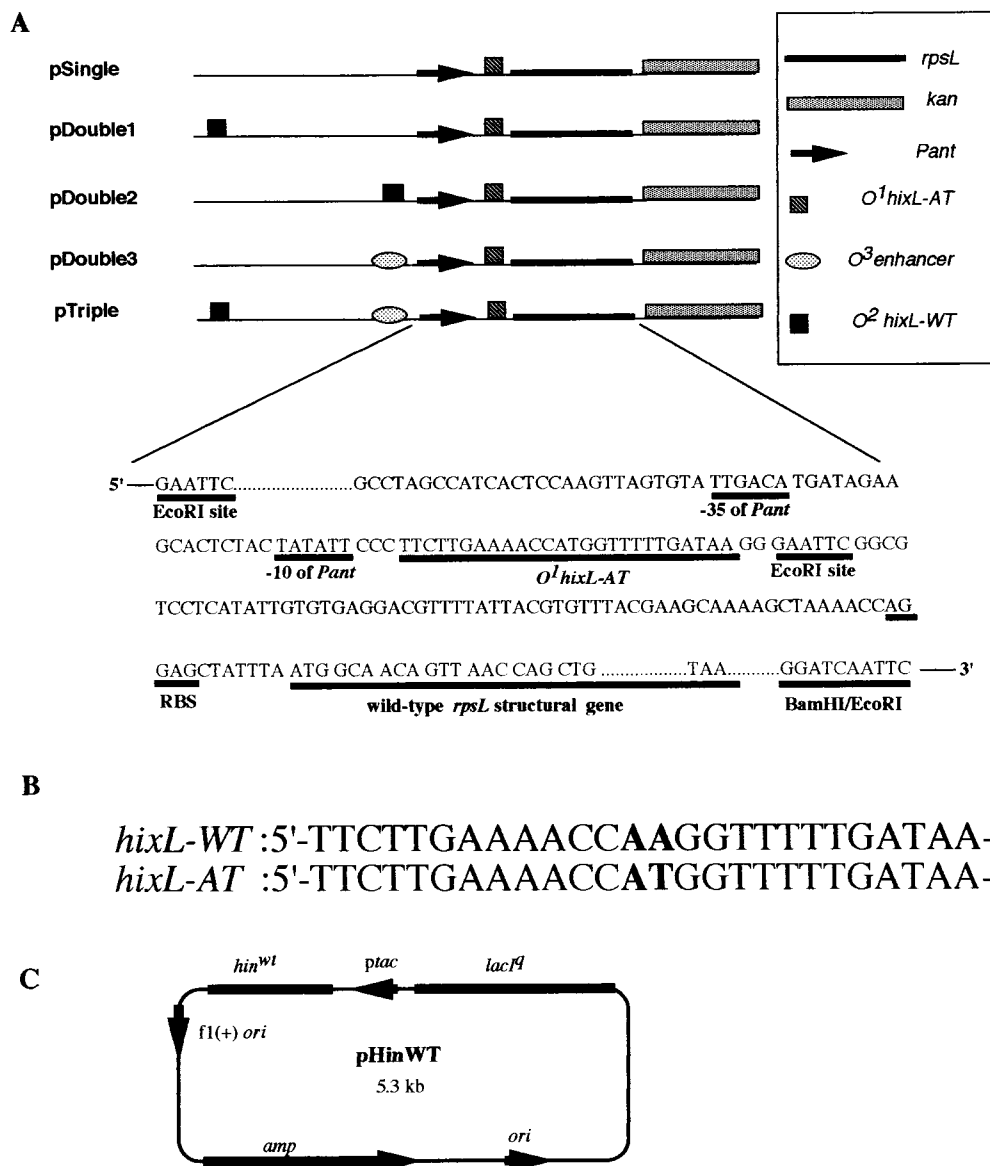 A
pSingle
pDouble1
pDouble2
pDouble3
pTriple
rpsL
kan
Pant
O¹hixL-AT
O³enhancer
O² hixL-WT
5' GAATTC......................GCCTAGCCATCACTCCAAGTTAGTGTA TTGACA TGATAGAA
EcoRI site -35 of Pant
GCACTCTAC TATATT CCC TTCTTGAAAACCATGGTTTTTGATAA GG GAATTC GGCG
-10 of Pant O¹hixL-AT EcoRI site
TCCTCATATTGTGTGAGGACGTTTTATTACGTGTTTACGAAGCAAAAGCTAAAACCAG
GAGCTATTTA ATG GCA ACA GTT AAC CAG CTG ...............TAA..........GGATCAATTC 3'
RBS wild-type rpsL structural gene BamHI/EcoRI
B
hixL-WT :5'-TTCTTGAAAACCAAGGTTTTTGATAA-
hixL-AT :5'-TTCTTGAAAACCATGGTTTTTGATAA-
C
hin^wt ptac lacI^q
f1(+) ori
pHinWT
5.3 kb
amp ori